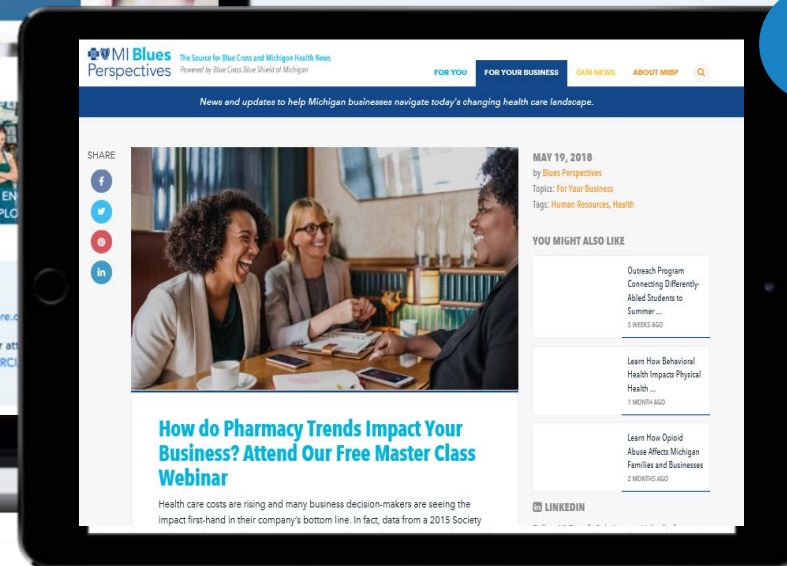 MI Blues
Perspectives
The Source for Blue Cross and Michigan Health News
Powered by Blue Cross Blue Shield of Michigan
FOR YOU
FOR YOUR BUSINESS
OUR NEWS
ABOUT MIBP
News and updates to help Michigan businesses navigate today's changing health care landscape.
SHARE
MAY 19, 2018
by Blues Perspectives
Topics: For Your Business
Tags: Human Resources, Health
YOU MIGHT ALSO LIKE
Outreach Program
Connecting Differently-
Abled Students to
Summer ...
3 WEEKS AGO
Learn How Behavioral
Health Impacts Physical
Health ...
1 MONTH AGO
Learn How Opioid
Abuse Affects Michigan
Families and Businesses
2 MONTHS AGO
in LINKEDIN
How do Pharmacy Trends Impact Your
Business? Attend Our Free Master Class
Webinar
Health care costs are rising and many business decision-makers are seeing the
impact first-hand in their company's bottom line. In fact, data from a 2015 Society